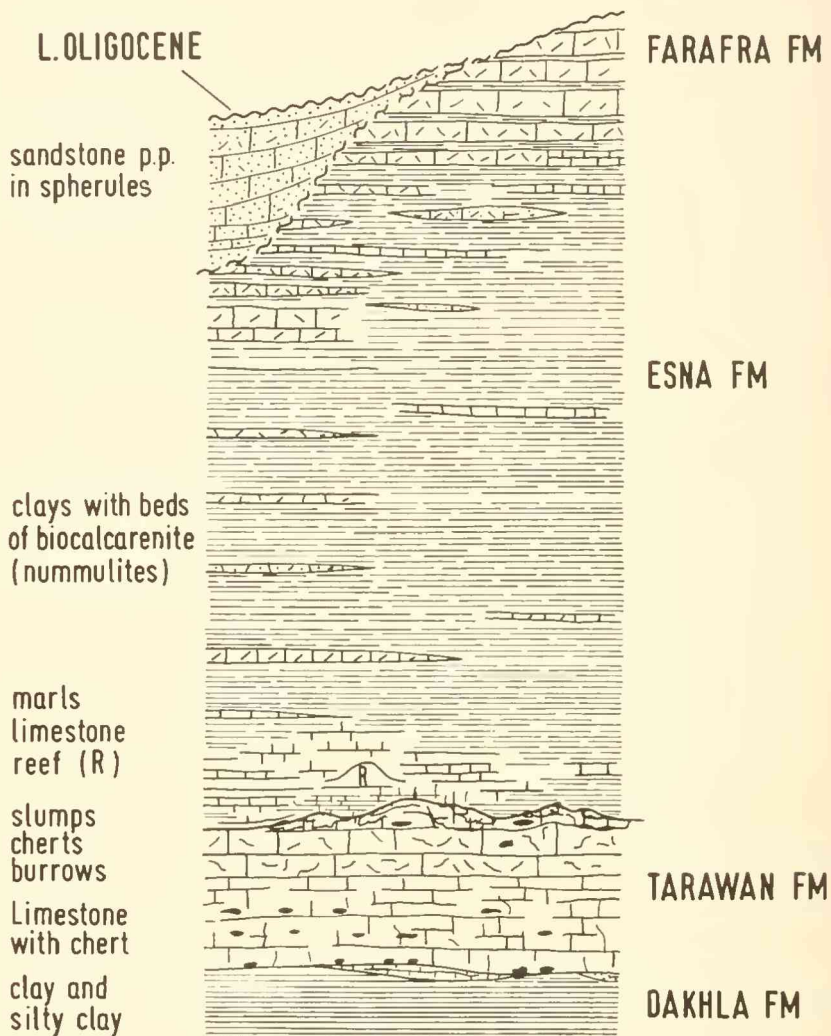 L.OLIGOCENE
FARAFRA FM
sandstone p.p.
in spherules
ESNA FM
clays with beds
of biocalcarenite
(nummulites)
marls
limestone
reef (R)
R
slumps
cherts
burrows
TARAWAN FM
Limestone
with chert
clay and
silty clay
DAKHLA FM